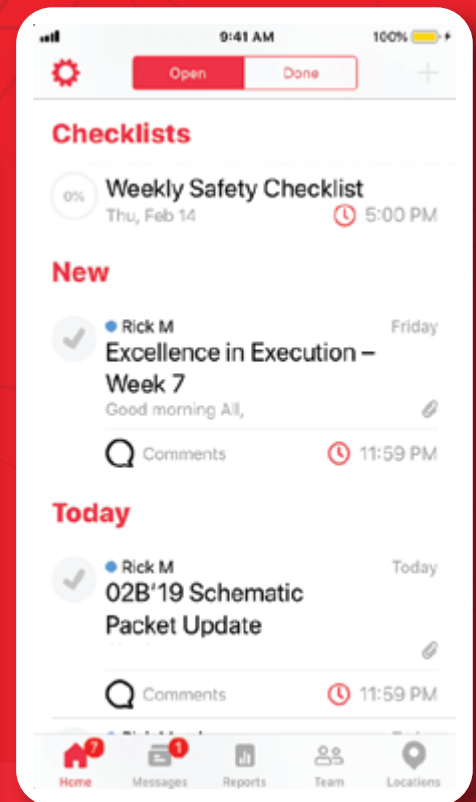 9:41 AM
100%
Open
Done
Checklists
0%
Weekly Safety Checklist
Thu, Feb 14
5:00 PM
New
Rick M
Friday
Excellence in Execution –
Week 7
Good morning All,
Comments
11:59 PM
Today
Rick M
Today
02B'19 Schematic
Packet Update
Comments
11:59 PM
7
1
Home
Messages
Reports
Team
Locations